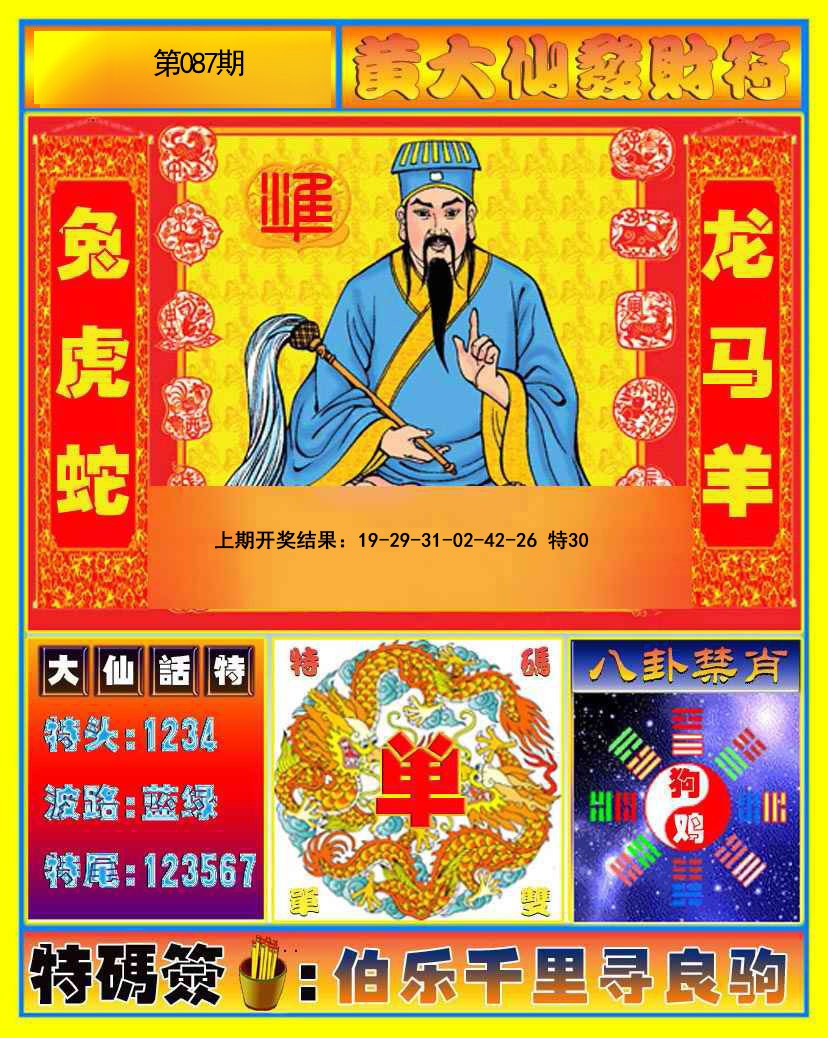 第087期
黄大仙發財符
兔
虎
蛇
龙
马
羊
上期开奖结果：19-29-31-02-42-26 特30
大仙話特
特头:1234
波路:蓝绿
特尾:123567
特 碼
单
單 雙
八卦禁肖
狗
鸡
特碼簽:伯乐千里寻良驹